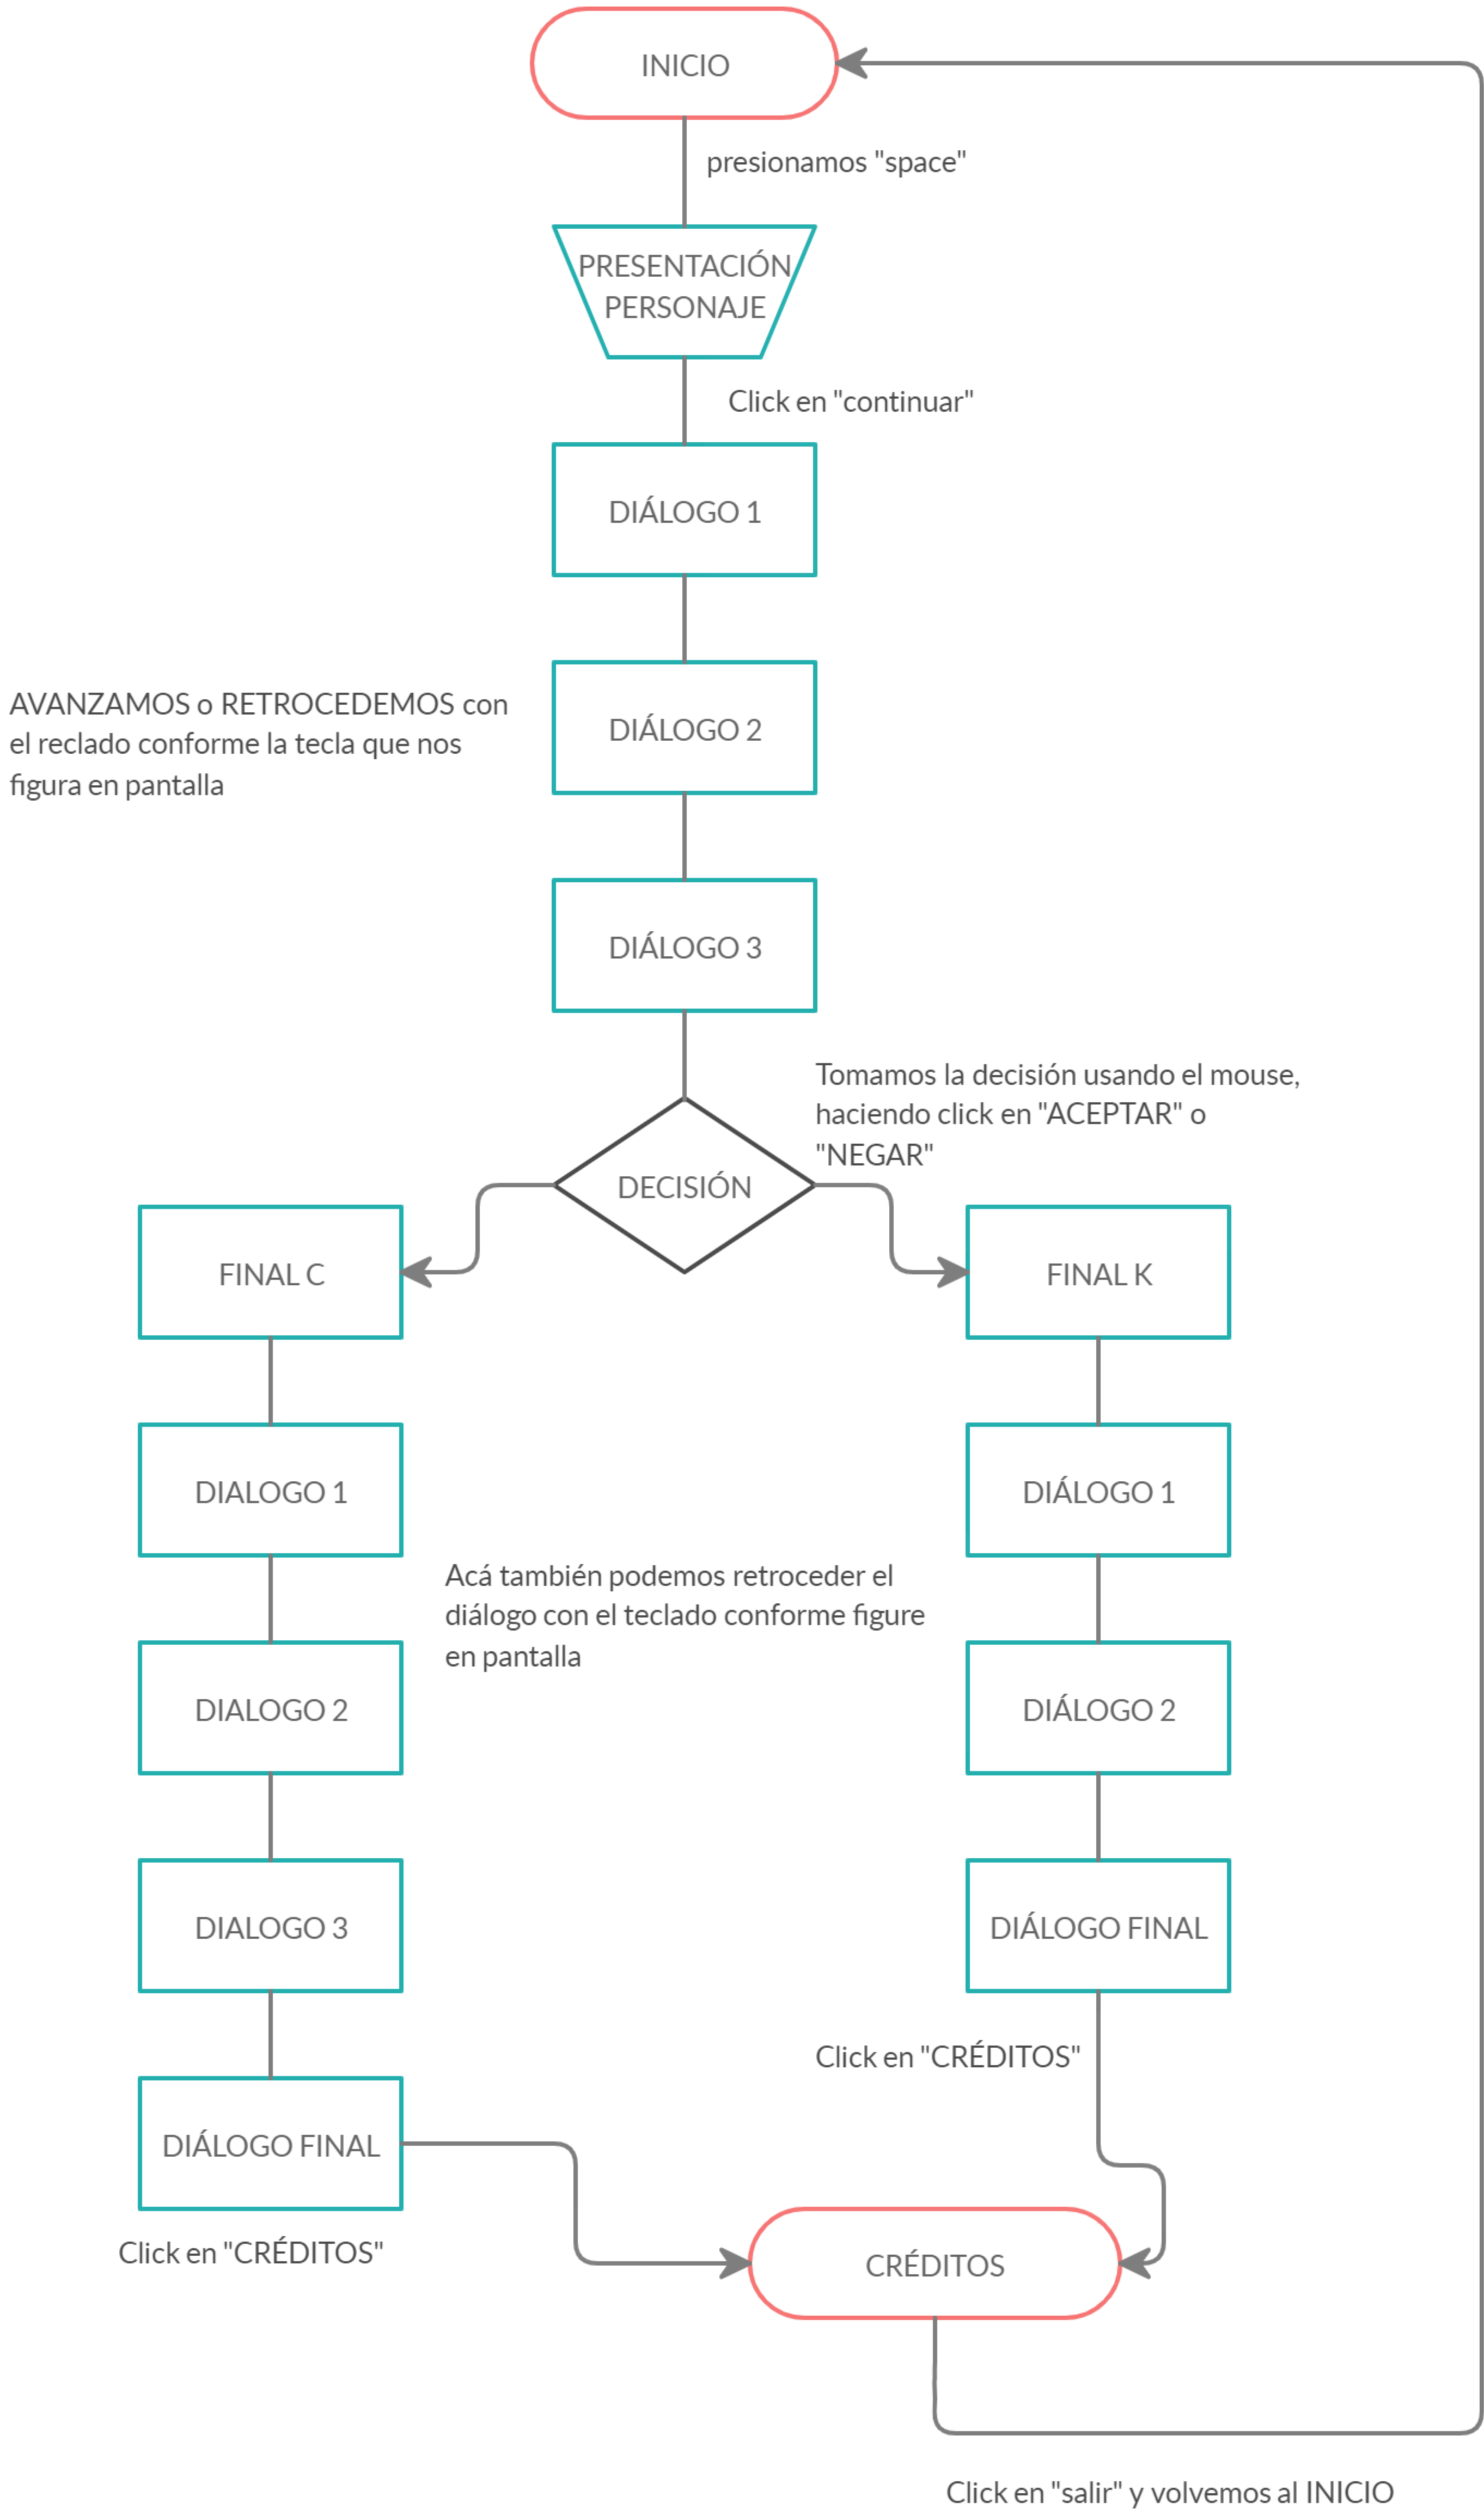 INICIO
presionamos "space"
PRESENTACIÓN
PERSONAJE
Click en "continuar"
DIÁLOGO 1
AVANZAMOS o RETROCEDEMOS con
el reclado conforme la tecla que nos
figura en pantalla
DIÁLOGO 2
DIÁLOGO 3
Tomamos la decisión usando el mouse,
haciendo click en "ACEPTAR" o
"NEGAR"
DECISIÓN
FINAL C
FINAL K
DIALOGO 1
DIÁLOGO 1
Acá también podemos retroceder el
diálogo con el teclado conforme figure
en pantalla
DIALOGO 2
DIÁLOGO 2
DIALOGO 3
DIÁLOGO FINAL
Click en "CRÉDITOS"
DIÁLOGO FINAL
Click en "CRÉDITOS"
CRÉDITOS
Click en "salir" y volvemos al INICIO